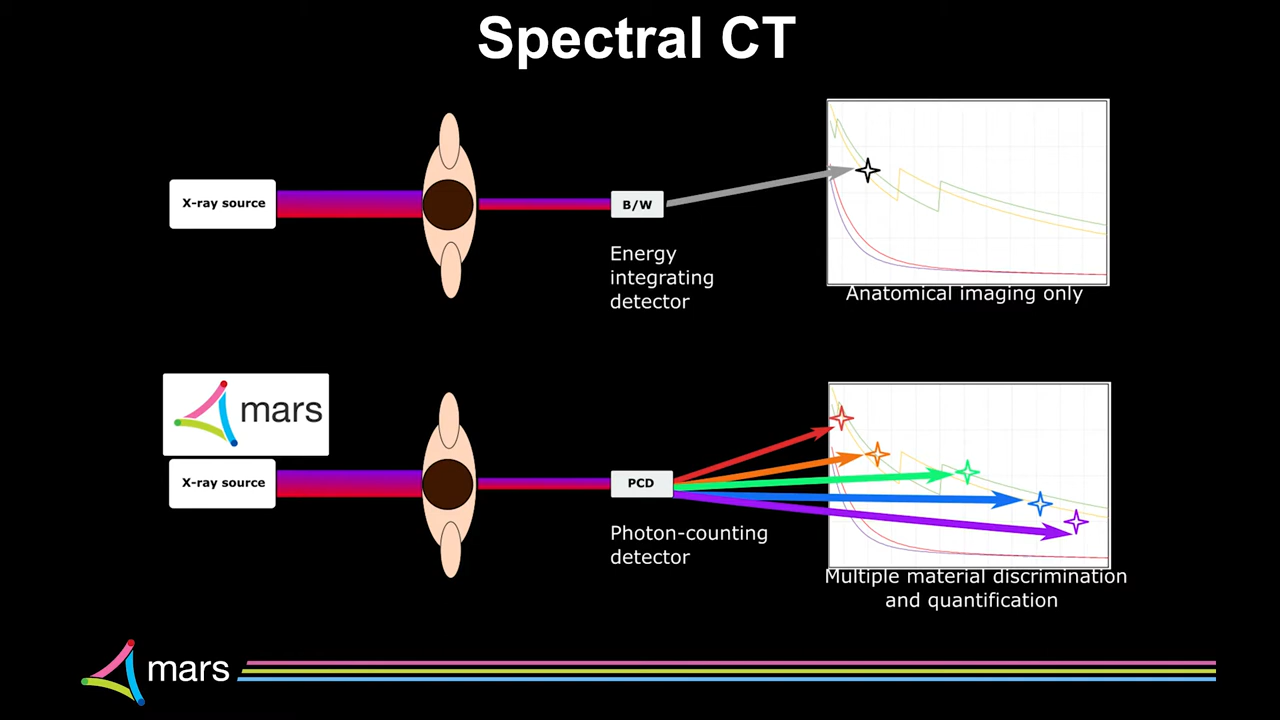 Spectral CT
X-ray source
B/W
Energy
integrating
detector
Anatomical imaging only
mars
X-ray source
PCD
Photon-counting
detector
Multiple material discrimination
and quantification
mars